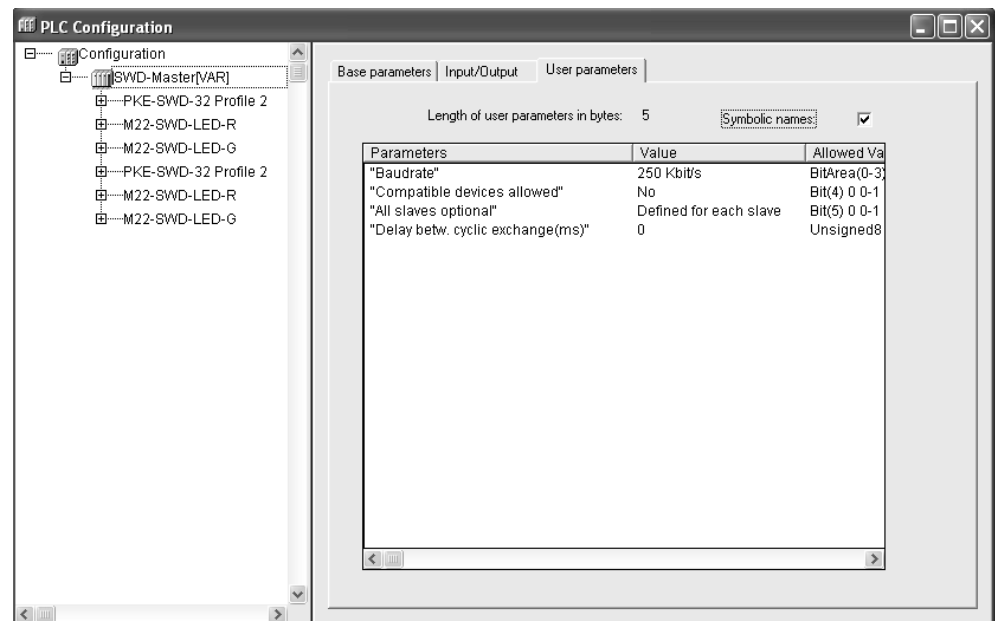 PLC Configuration
Configuration
SWD-Master[VAR]
PKE-SWD-32 Profile 2
M22-SWD-LED-R
M22-SWD-LED-G
PKE-SWD-32 Profile 2
M22-SWD-LED-R
M22-SWD-LED-G
Base parameters Input/Output User parameters
Length of user parameters in bytes: 5 Symbolic names:
Parameters Value Allowed Va
"Baudrate" 250 Kbit/s BitArea(0-3)
"Compatible devices allowed" No Bit(4) 0 0-1
"All slaves optional" Defined for each slave Bit(5) 0 0-1
"Delay betw. cyclic exchange(ms)" 0 Unsigned8